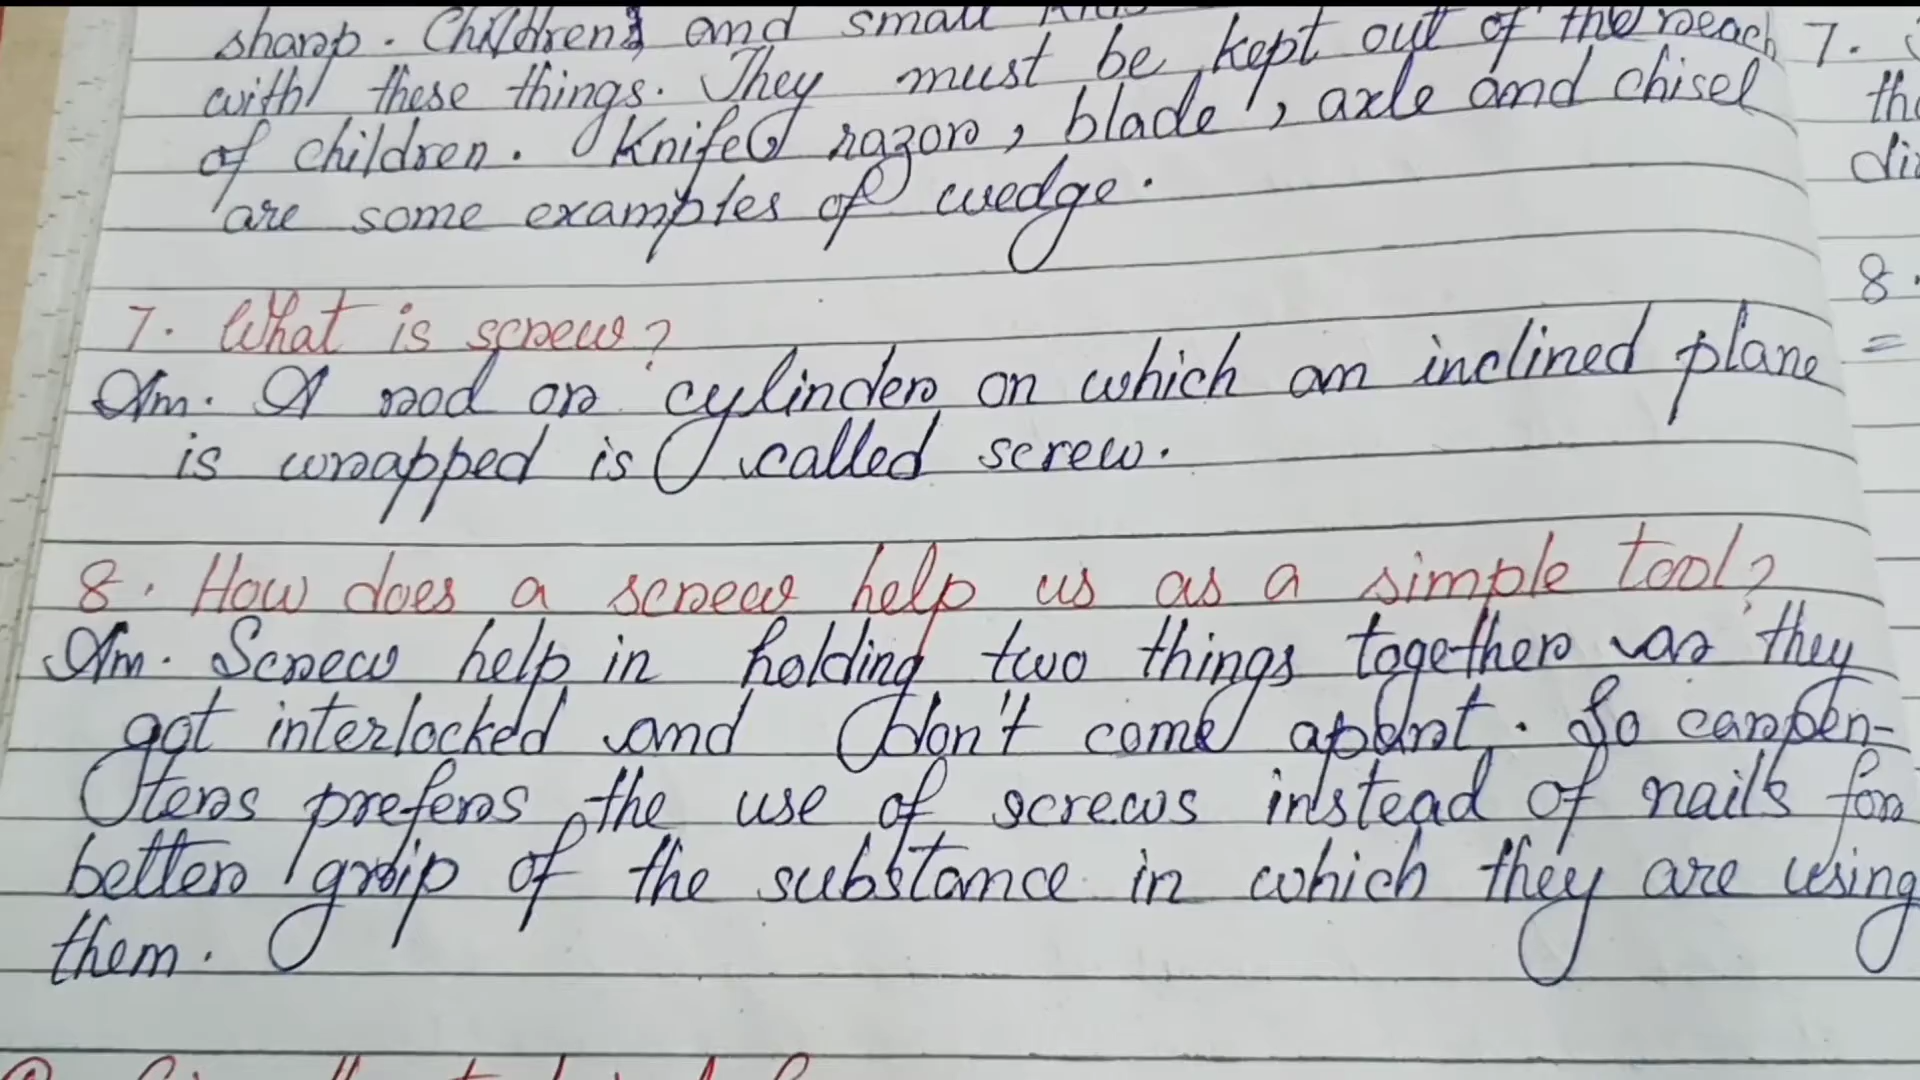 sharp. Children and small
with these things. They must be kept out of the reach
of children. Knife, razor, blade, axle and chisel
are some examples of wedge.
7. What is screw?
Ans. A rod or cylinder on which an inclined plane
is wrapped is called screw.
8. How does a screw help us as a simple tool?
Ans. Screw help in holding two things together as they
got interlocked and don't come apart. So carpen-
ters prefers the use of screws instead of nails for
better grip of the substance in which they are using
them.
7.
8.
=